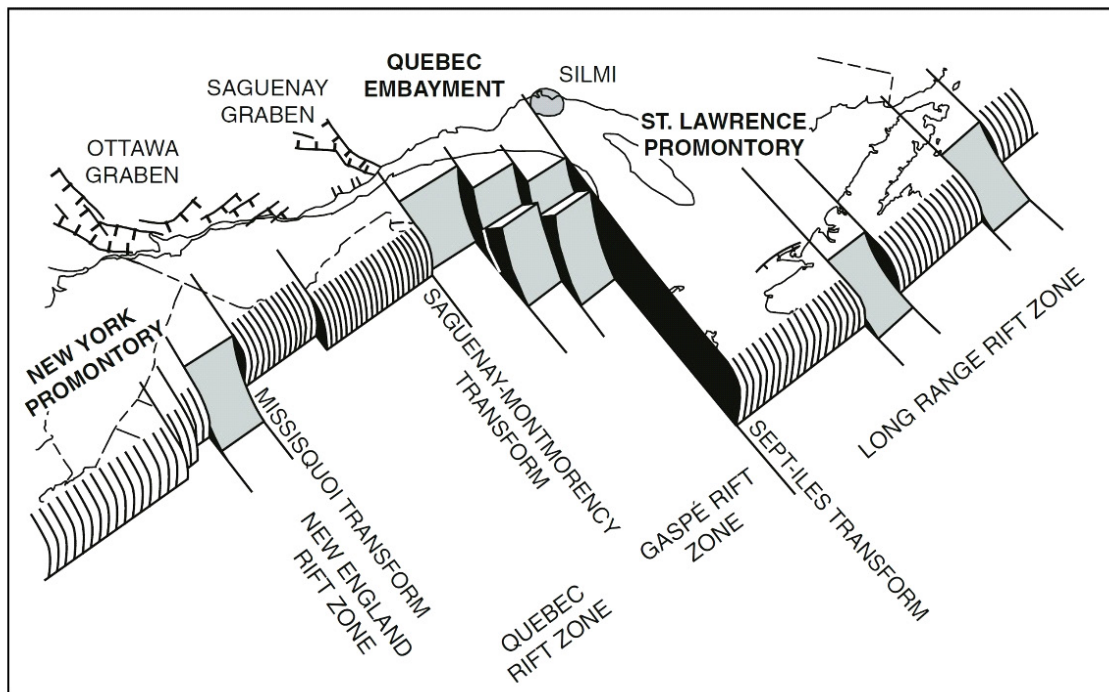 QUEBEC
EMBAYMENT
SILMI
SAGUENAY
GRABEN
ST. LAWRENCE
PROMONTORY
OTTAWA
GRABEN
NEW YORK
PROMONTORY
MISSISQUOI TRANSFORM
NEW ENGLAND
RIFT ZONE
SAGUENAY-MONTMORENCY
TRANSFORM
QUEBEC
RIFT ZONE
GASPÉ RIFT
ZONE
SEPT-ILES TRANSFORM
LONG RANGE RIFT ZONE